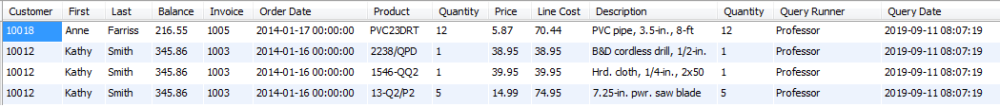 Customer First Last Balance Invoice Order Date Product Quantity Price Line Cost Description Quantity Query Runner Query Date
10018 Anne Farriss 216.55 1005 2014-01-17 00:00:00 PVC23DRT 12 5.87 70.44 PVC pipe, 3.5-in., 8-ft 12 Professor 2019-09-11 08:07:19
10012 Kathy Smith 345.86 1003 2014-01-16 00:00:00 2238/QPD 1 38.95 38.95 B&D cordless drill, 1/2-in. 1 Professor 2019-09-11 08:07:19
10012 Kathy Smith 345.86 1003 2014-01-16 00:00:00 1546-QQ2 1 39.95 39.95 Hrd. cloth, 1/4-in., 2x50 1 Professor 2019-09-11 08:07:19
10012 Kathy Smith 345.86 1003 2014-01-16 00:00:00 13-Q2/P2 5 14.99 74.95 7.25-in. pwr. saw blade 5 Professor 2019-09-11 08:07:19